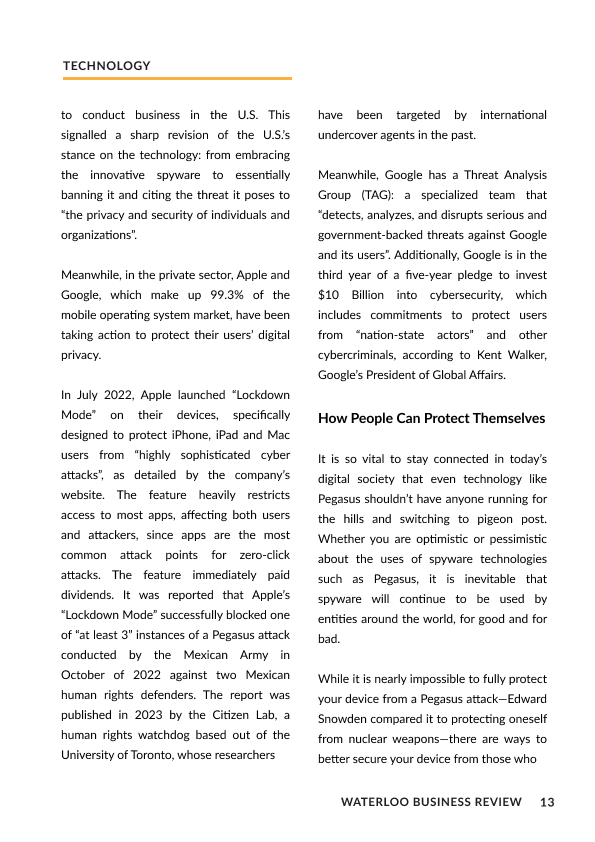 TECHNOLOGY
to conduct business in the U.S. This
signalled a sharp revision of the U.S.’s
stance on the technology: from embracing
the innovative spyware to essentially
banning it and citing the threat it poses to
“the privacy and security of individuals and
organizations”.
Meanwhile, in the private sector, Apple and
Google, which make up 99.3% of the
mobile operating system market, have been
taking action to protect their users’ digital
privacy.
In July 2022, Apple launched “Lockdown
Mode” on their devices, specifically
designed to protect iPhone, iPad and Mac
users from “highly sophisticated cyber
attacks”, as detailed by the company’s
website. The feature heavily restricts
access to most apps, affecting both users
and attackers, since apps are the most
common attack points for zero-click
attacks. The feature immediately paid
dividends. It was reported that Apple’s
“Lockdown Mode” successfully blocked one
of “at least 3” instances of a Pegasus attack
conducted by the Mexican Army in
October of 2022 against two Mexican
human rights defenders. The report was
published in 2023 by the Citizen Lab, a
human rights watchdog based out of the
University of Toronto, whose researchers
have been targeted by international
undercover agents in the past.
Meanwhile, Google has a Threat Analysis
Group (TAG): a specialized team that
“detects, analyzes, and disrupts serious and
government-backed threats against Google
and its users”. Additionally, Google is in the
third year of a five-year pledge to invest
$10 Billion into cybersecurity, which
includes commitments to protect users
from “nation-state actors” and other
cybercriminals, according to Kent Walker,
Google’s President of Global Affairs.
How People Can Protect Themselves
It is so vital to stay connected in today’s
digital society that even technology like
Pegasus shouldn’t have anyone running for
the hills and switching to pigeon post.
Whether you are optimistic or pessimistic
about the uses of spyware technologies
such as Pegasus, it is inevitable that
spyware will continue to be used by
entities around the world, for good and for
bad.
While it is nearly impossible to fully protect
your device from a Pegasus attack—Edward
Snowden compared it to protecting oneself
from nuclear weapons—there are ways to
better secure your device from those who
WATERLOO BUSINESS REVIEW 13